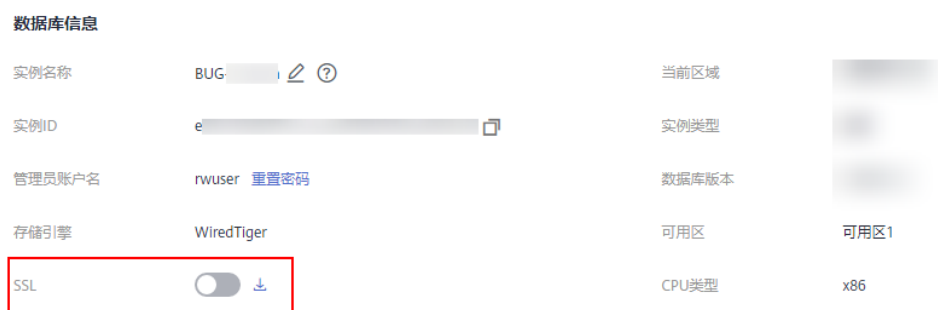 数据库信息
实例名称 BUG- 当前区域
实例ID e 实例类型
管理员账户名 rwuser 重置密码 数据库版本
存储引擎 WiredTiger 可用区 可用区1
SSL CPU类型 x86